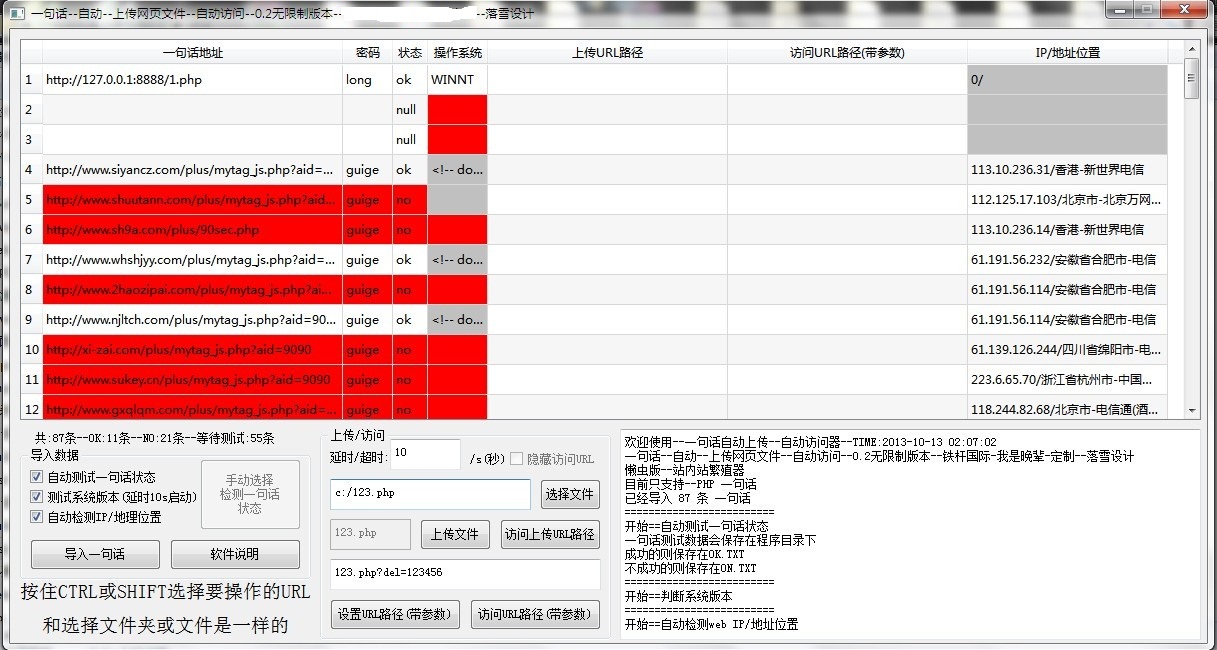 一句话--自动--上传网页文件--自动访问--0.2无限制版本-- --落雪设计
一句话地址 密码 状态 操作系统 上传URL路径 访问URL路径(带参数) IP/地址位置
1 http://127.0.0.1:8888/1.php long ok WINNT 0/
2 null
3 null
4 http://www.siyancz.com/plus/mytag_js.php?aid=... guige ok <!-- do... 113.10.236.31/香港-新世界电信
5 http://www.shuutann.com/plus/mytag_js.php?aid... guige no 112.125.17.103/北京市-北京万网...
6 http://www.sh9a.com/plus/90sec.php guige no 113.10.236.14/香港-新世界电信
7 http://www.whshjyy.com/plus/mytag_js.php?aid=... guige ok <!-- do... 61.191.56.232/安徽省合肥市-电信
8 http://www.2haozipai.com/plus/mytag_js.php?ai... guige no 61.191.56.114/安徽省合肥市-电信
9 http://www.njltch.com/plus/mytag_js.php?aid=90... guige ok <!-- do... 61.191.56.114/安徽省合肥市-电信
10 http://xi-zai.com/plus/mytag_js.php?aid=9090 guige no 61.139.126.244/四川省绵阳市-电...
11 http://www.sukey.cn/plus/mytag_js.php?aid=9090 guige no 223.6.65.70/浙江省杭州市-中国...
12 http://www.gxqlqm.com/plus/mytag_js.php?aid=... guige no 118.244.82.68/北京市-电信通(酒...
共:87条--OK:11条--NO:21条--等待测试:55条
导入数据
自动测试一句话状态
测试系统版本(延时10s启动)
自动检测IP/地理位置
手动选择
检测一句话
状态
导入一句话 软件说明
按住CTRL或SHIFT选择要操作的URL
和选择文件夹或文件是一样的
上传/访问
延时/超时: 10 /s(秒) 隐藏访问URL
c:/123.php 选择文件
123.php 上传文件 访问上传URL路径
123.php?del=123456
设置URL路径(带参数) 访问URL路径(带参数)
欢迎使用--一句话自动上传--自动访问器--TIME:2013-10-13 02:07:02
一句话--自动--上传网页文件--自动访问--0.2无限制版本--铁杆国际-我是晚辈-定制--落雪设计
懒虫版--站内站繁殖器
目前只支持--PHP 一句话
已经导入 87 条 一句话
=========================
开始==自动测试一句话状态
一句话测试数据会保存在程序目录下
成功的则保存在OK.TXT
不成功的则保存在ON.TXT
=========================
开始==判断系统版本
=========================
开始==自动检测web IP/地址位置